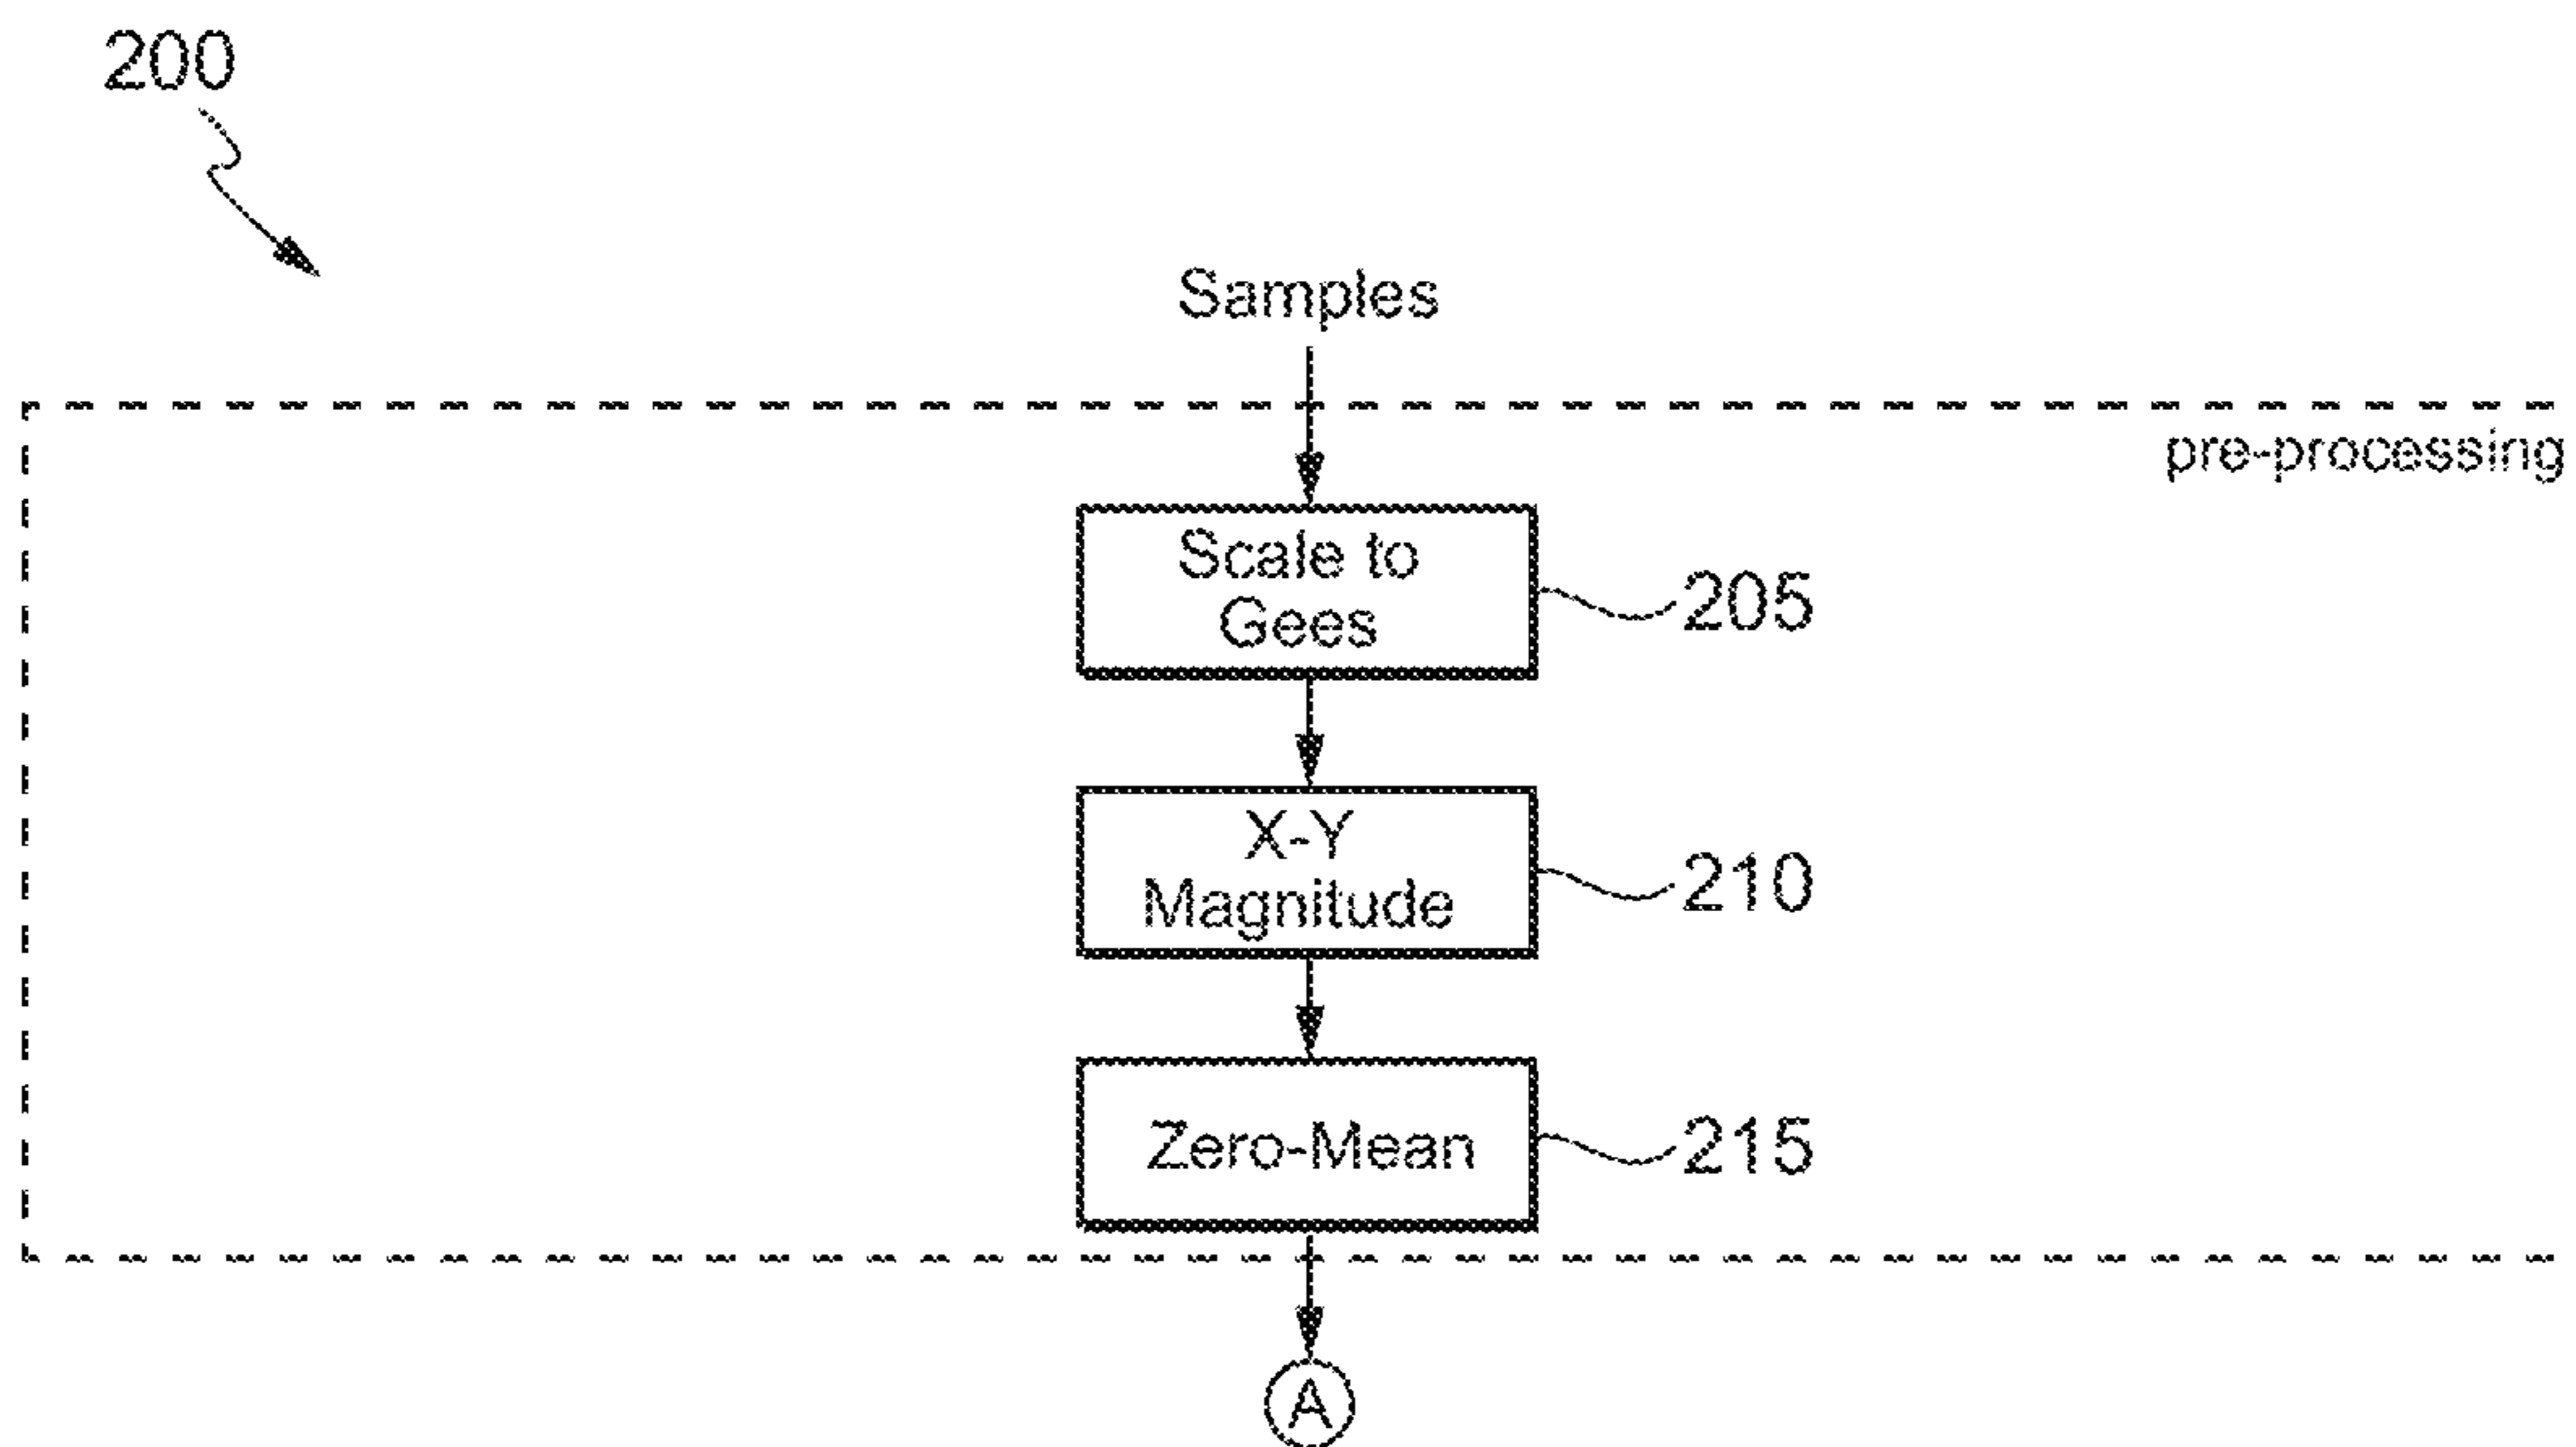 200
Samples
pre-processing
Scale to
Gees
205
X-Y
Magnitude
210
Zero-Mean
215
A